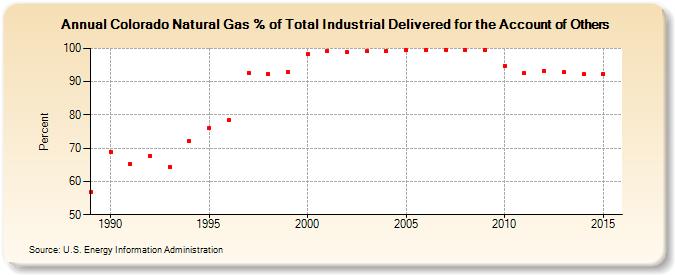 Annual Colorado Natural Gas % of Total Industrial Delivered for the Account of Others
100
90
80
70
60
50
Percent
1990 1995 2000 2005 2010 2015
Source: U.S. Energy Information Administration